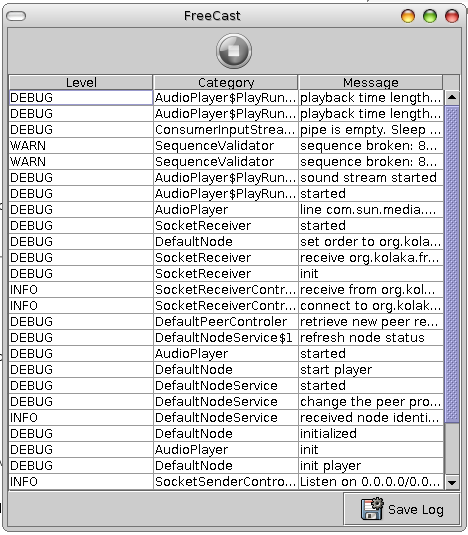 FreeCast
Level Category Message
DEBUG AudioPlayer$PlayRun... playback time length...
DEBUG AudioPlayer$PlayRun... playback time length...
DEBUG ConsumerInputStrea... pipe is empty. Sleep ...
WARN SequenceValidator sequence broken: 8...
WARN SequenceValidator sequence broken: 8...
DEBUG AudioPlayer$PlayRun... sound stream started
DEBUG AudioPlayer$PlayRun... started
DEBUG AudioPlayer line com.sun.media....
DEBUG SocketReceiver started
DEBUG DefaultNode set order to org.kola...
DEBUG SocketReceiver receive org.kolaka.fr...
DEBUG SocketReceiver init
INFO SocketReceiverContr... receive from org.kol...
INFO SocketReceiverContr... connect to org.kolak...
DEBUG DefaultPeerControler retrieve new peer re...
DEBUG DefaultNodeService$1 refresh node status
DEBUG AudioPlayer started
DEBUG DefaultNode start player
DEBUG DefaultNodeService started
DEBUG DefaultNodeService change the peer pro...
INFO DefaultNodeService received node identi...
DEBUG DefaultNode initialized
DEBUG AudioPlayer init
DEBUG DefaultNode init player
INFO SocketSenderContro... Listen on 0.0.0.0/0.0...
Save Log